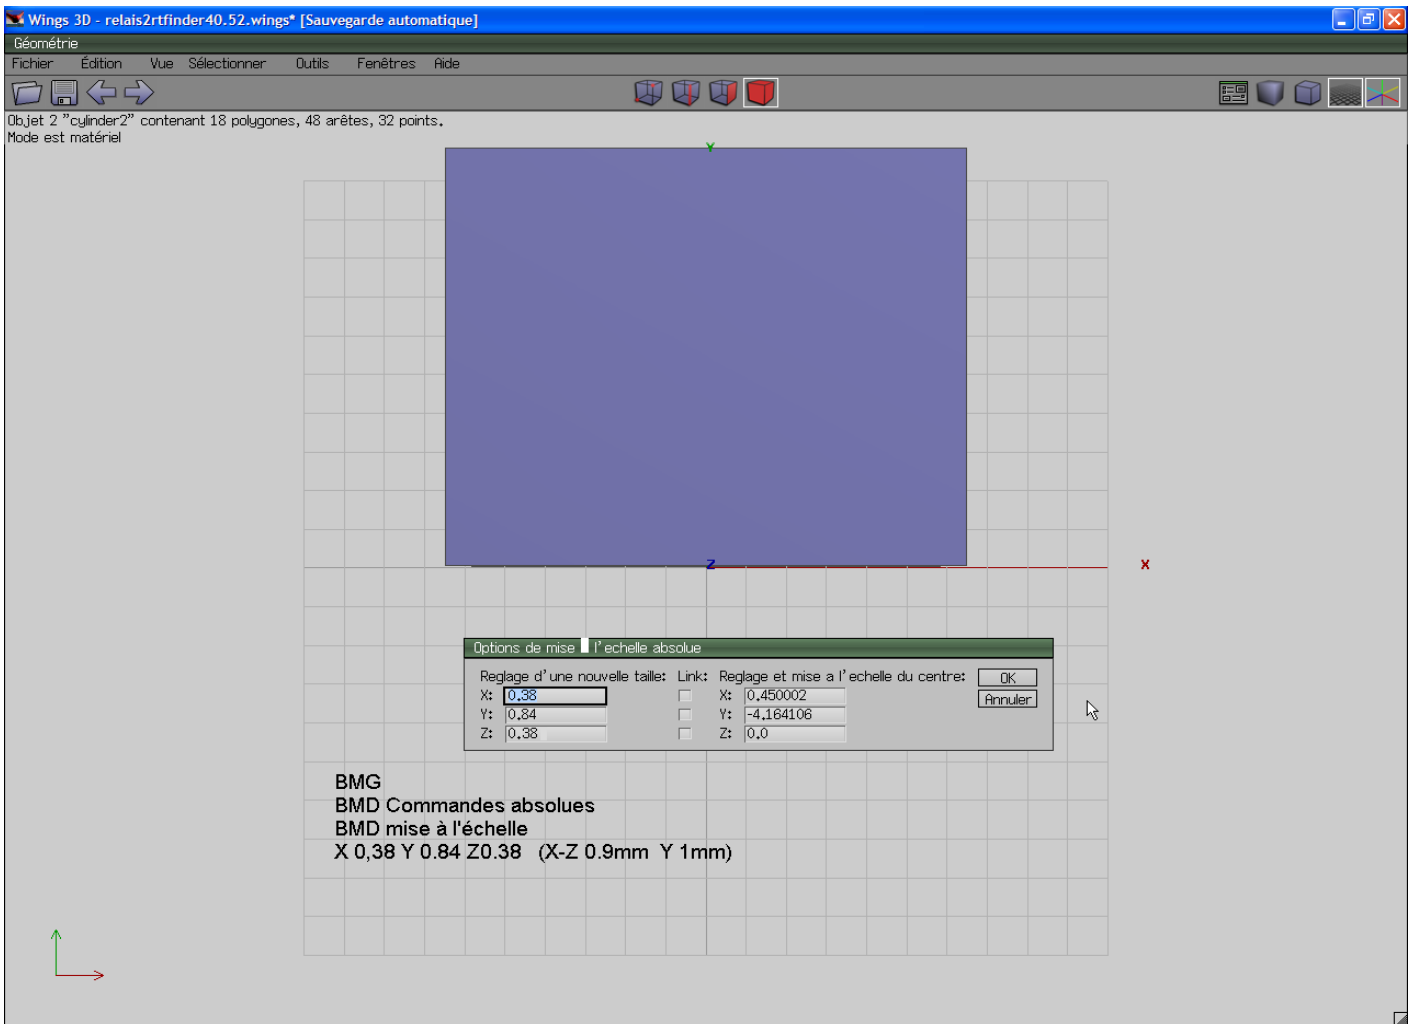 Wings 3D - relais2rtfinder40.52.wings* [Sauvegarde automatique]
Géométrie
Fichier Édition Vue Sélectionner Outils Fenêtres Aide
Objet 2 "cylinder2" contenant 18 polygones, 48 arêtes, 32 points.
Mode est matériel
Y
Z
X
Options de mise l'echelle absolue
Reglage d'une nouvelle taille: Link: Reglage et mise a l'echelle du centre: OK
X: 0.38 X: 0.450002 Annuler
Y: 0.84 Y: -4.164106
Z: 0.38 Z: 0.0
BMG
BMD Commandes absolues
BMD mise à l'échelle
X 0,38 Y 0.84 Z0.38 (X-Z 0.9mm Y 1mm)